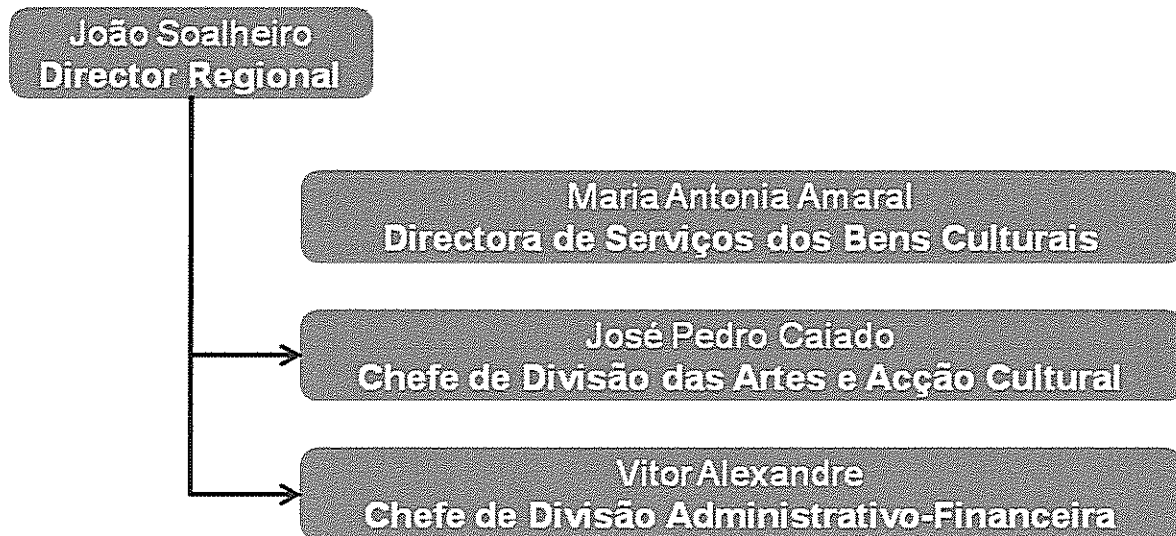 João Soalheiro
Director Regional
Maria Antonia Amaral
Directora de Serviços dos Bens Culturais
José Pedro Caiado
Chefe de Divisão das Artes e Acção Cultural
Vitor Alexandre
Chefe de Divisão Administrativo-Financeira